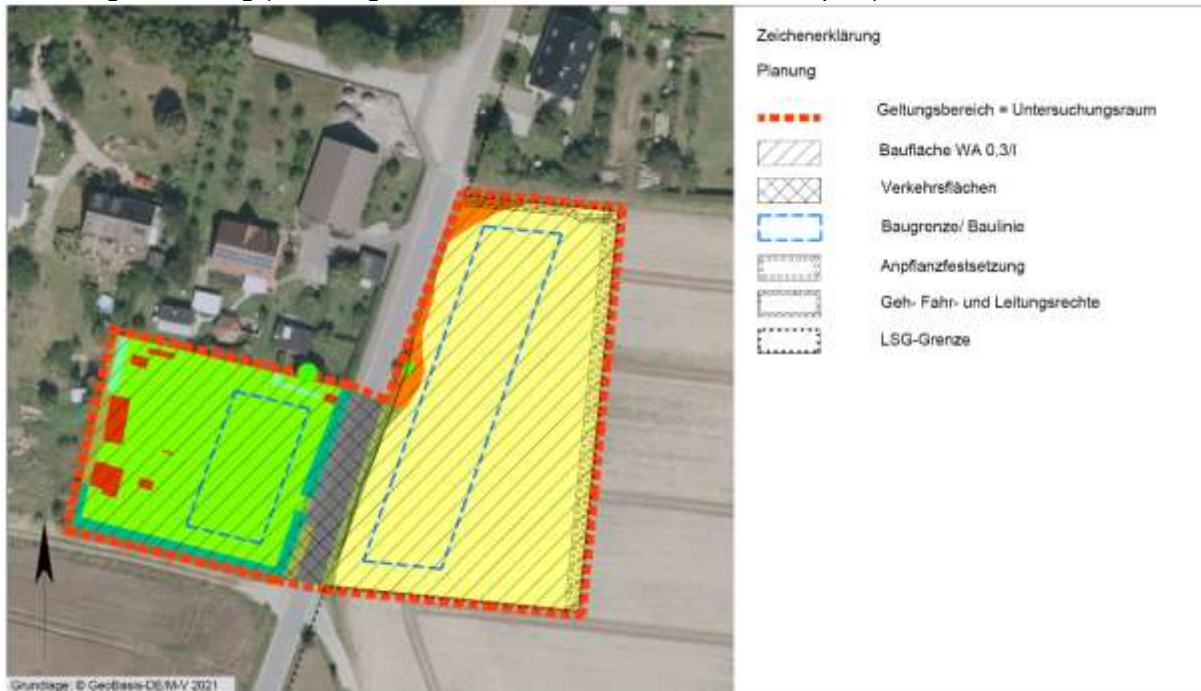 Zeichenerklärung
Planung
Geltungsbereich = Untersuchungsraum
Baufläche WA 0,3/I
Verkehrsflächen
Baugrenze/ Baulinie
Anpflanzfestsetzung
Geh- Fahr- und Leitungsrechte
LSG-Grenze
Grundlage: © GeoBasis-DE/M-V 2021